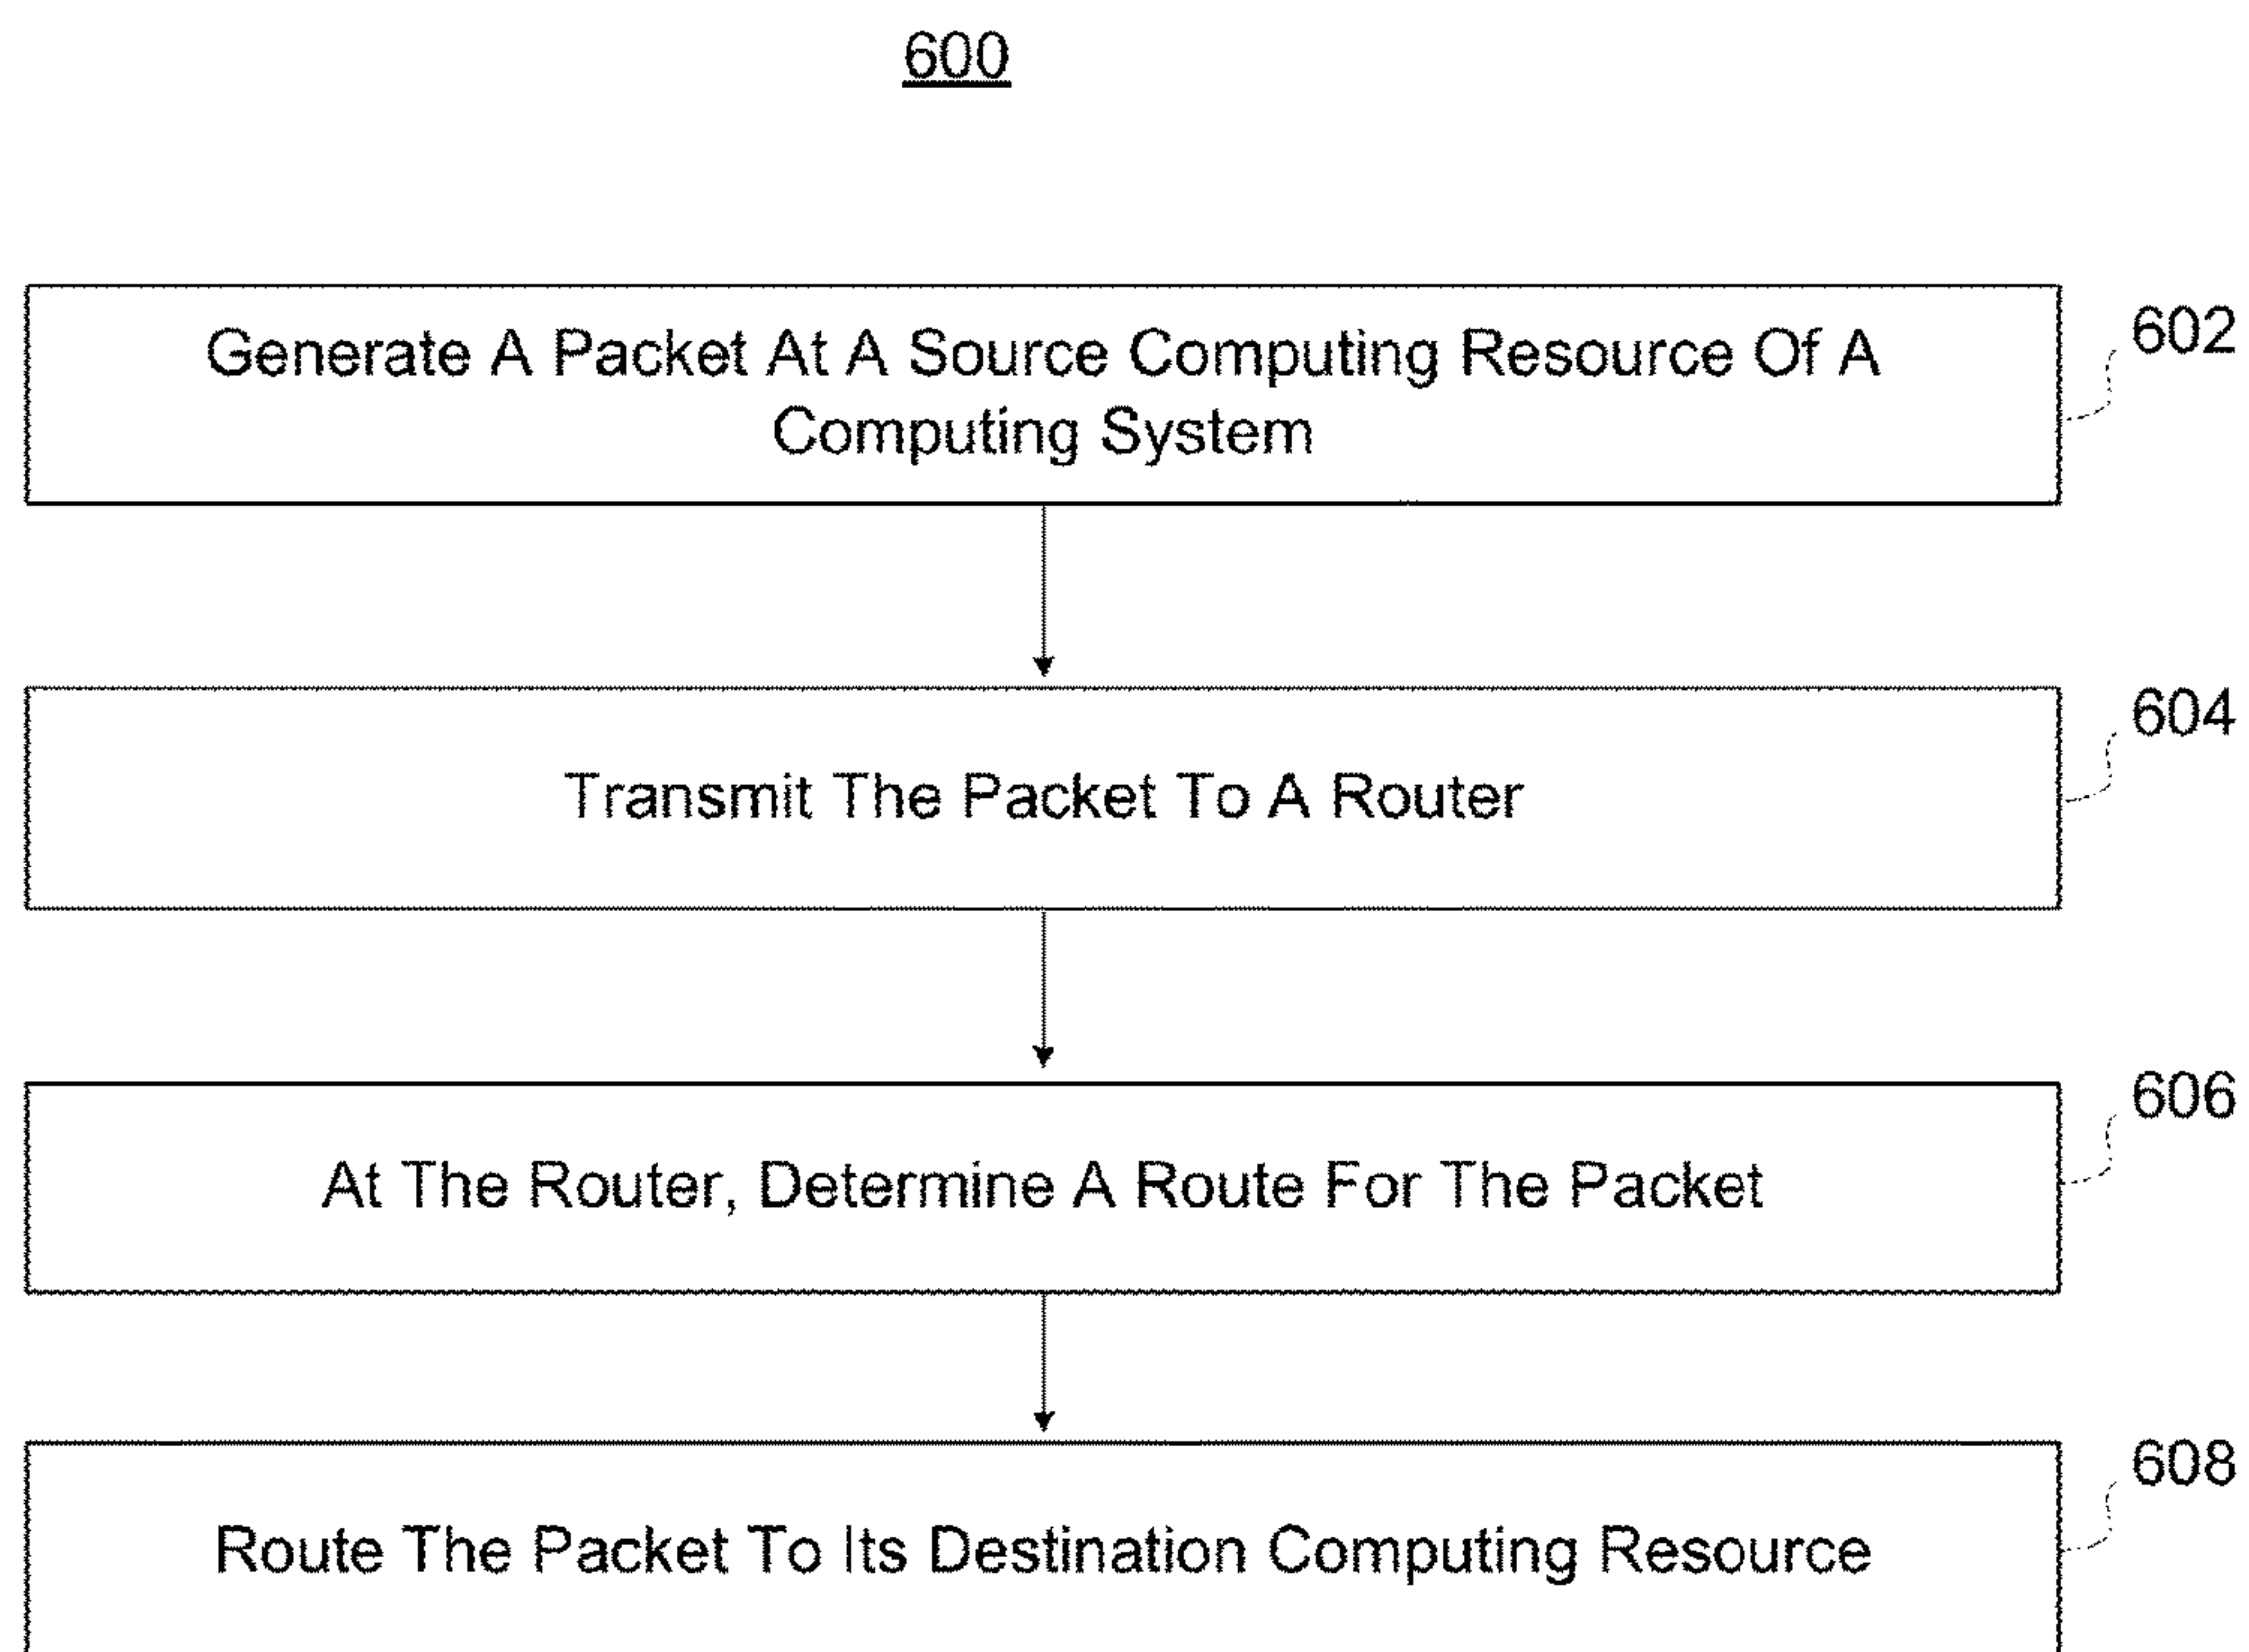 600
Generate A Packet At A Source Computing Resource Of A
Computing System
602
Transmit The Packet To A Router
604
At The Router, Determine A Route For The Packet
606
Route The Packet To Its Destination Computing Resource
608